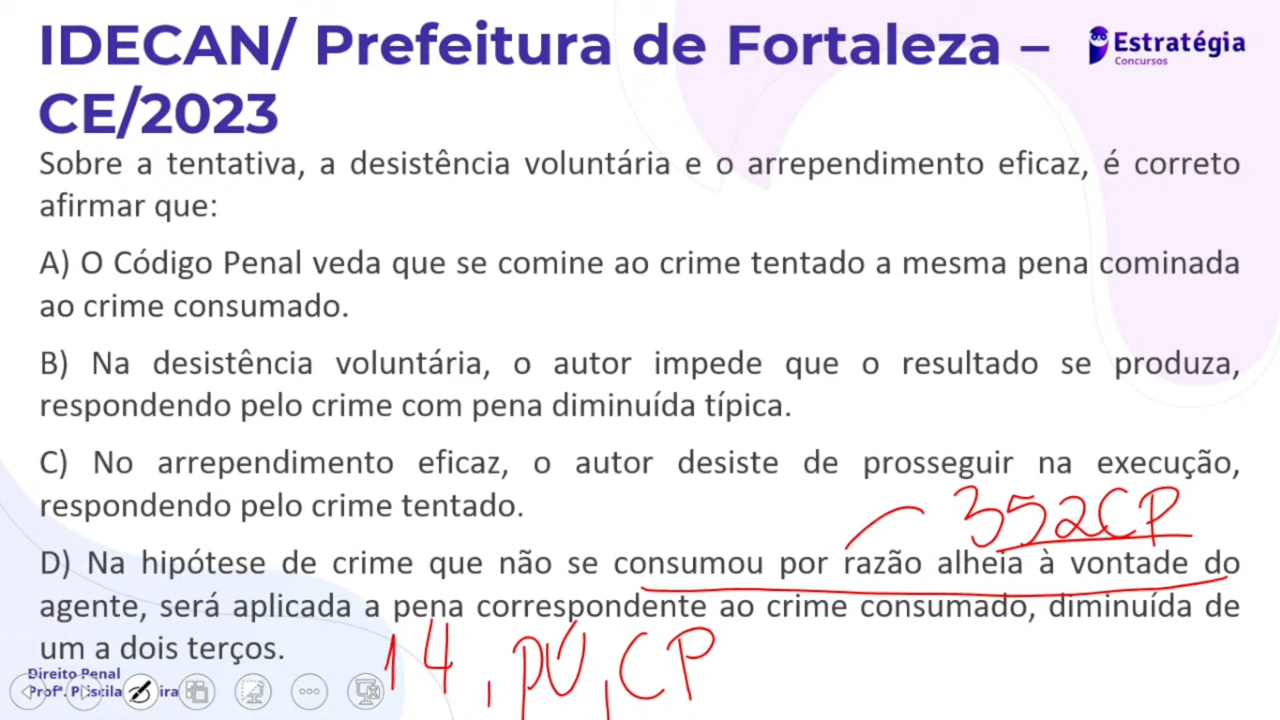 IDECAN/ Prefeitura de Fortaleza –
Estratégia
Concursos
CE/2023
Sobre a tentativa, a desistência voluntária e o arrependimento eficaz, é correto
afirmar que:
A) O Código Penal veda que se comine ao crime tentado a mesma pena cominada
ao crime consumado.
B) Na desistência voluntária, o autor impede que o resultado se produza,
respondendo pelo crime com pena diminuída típica.
C) No arrependimento eficaz, o autor desiste de prosseguir na execução,
respondendo pelo crime tentado.
352CP
D) Na hipótese de crime que não se consumou por razão alheia à vontade do
agente, será aplicada a pena correspondente ao crime consumado, diminuída de
um a dois terços.
14, PÚ, CP
Direito Penal
Profª.